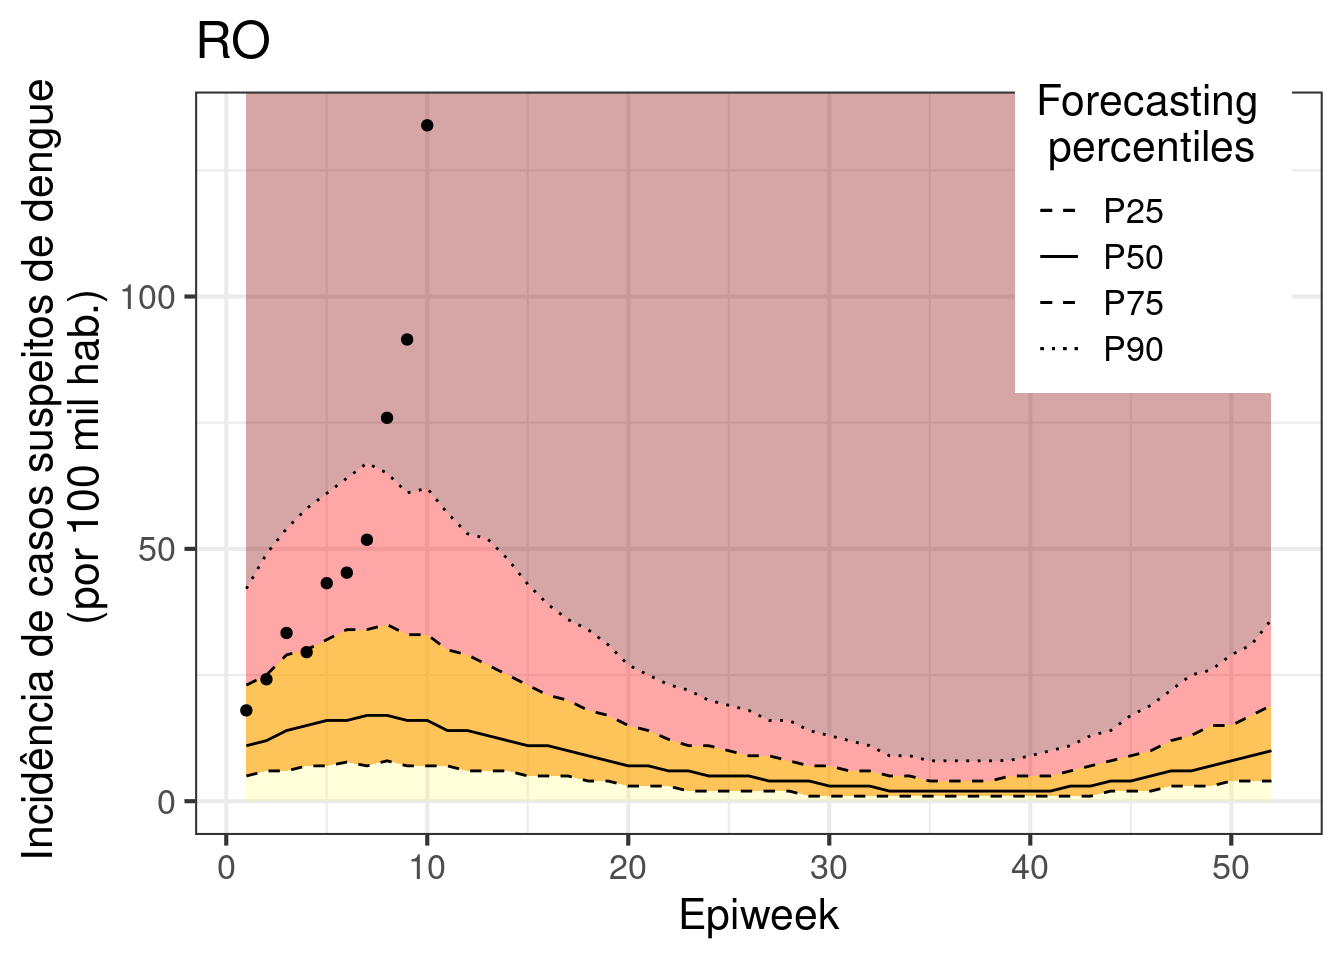 RO
Incidência de casos suspeitos de dengue
(por 100 mil hab.)
100
50
0
0
10
20
30
40
50
Epiweek
Forecasting
percentiles
P25
P50
P75
P90